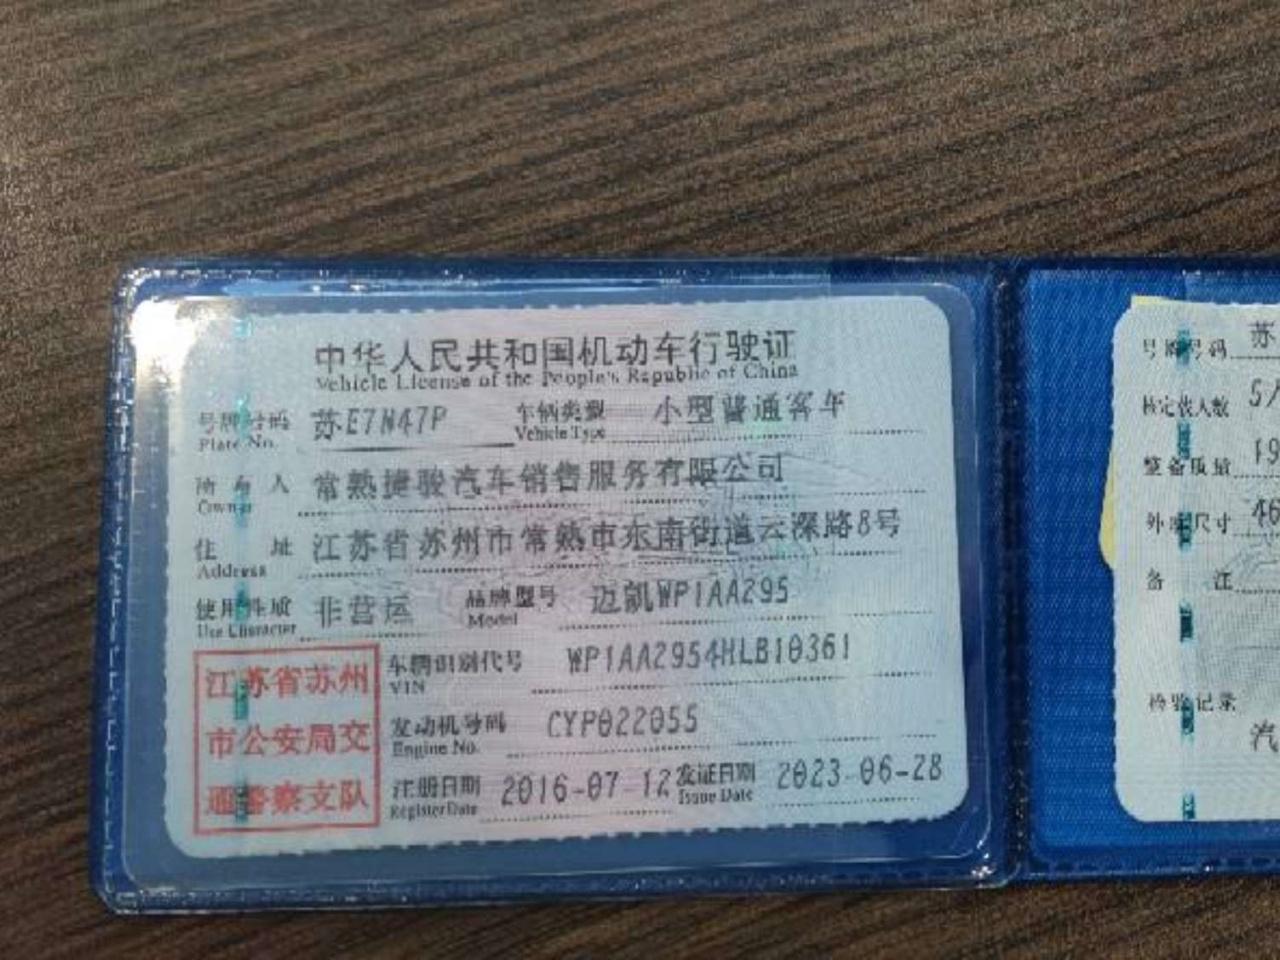 中华人民共和国机动车行驶证
Vehicle License of the People's Republic of China
号牌号码 苏E7N47P 车辆类型 小型普通客车
Plate No. Vehicle Type
所有人 常熟捷骏汽车销售服务有限公司
Owner
住址 江苏省苏州市常熟市东南街道云深路8号
Address
使用性质 非营运 品牌型号 迈凯WP1AA295
Use Character Model
车辆识别代号 WP1AA2954HLB10361
VIN
发动机号码 CYP022055
Engine No.
注册日期 2016-07-12 发证日期 2023-06-28
Register Date Issue Date
江苏省苏州
市公安局交
通警察支队
号牌号码 苏
核定载人数 5/
整备质量 19
外廓尺寸 46
备注
检验记录
汽